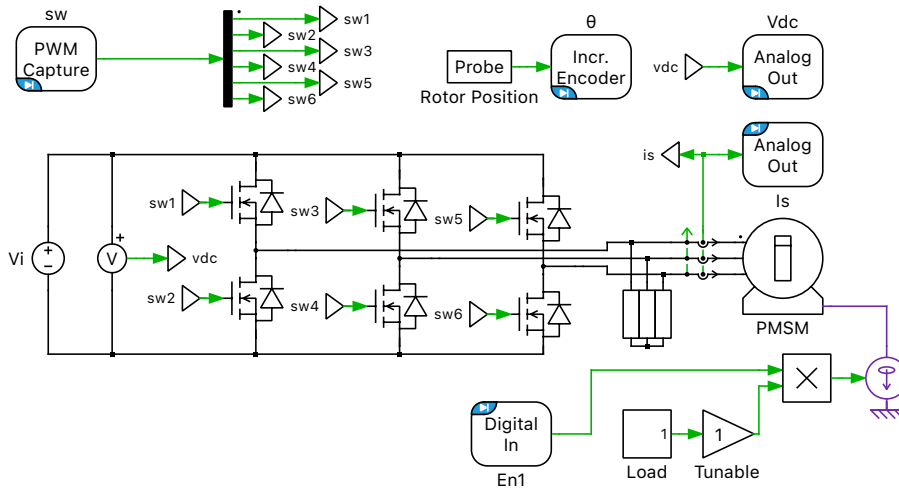 sw
PWM
Capture
sw1
sw2
sw3
sw4
sw5
sw6
Probe
Rotor Position
θ
Incr.
Encoder
Vdc
vdc
Analog
Out
is
Analog
Out
Is
sw1
sw3
sw5
Vi
V
vdc
sw2
sw4
sw6
PMSM
Digital
In
En1
1
Load
1
Tunable